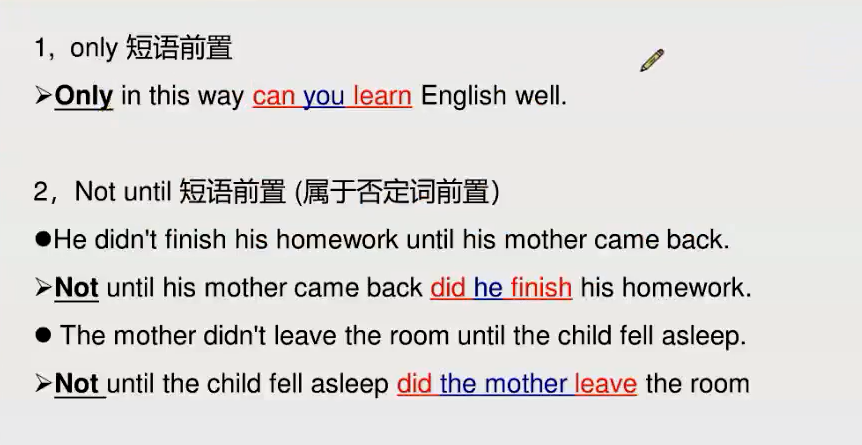 1, only 短语前置
➢Only in this way can you learn English well.
2，Not until 短语前置 (属于否定词前置）
●He didn't finish his homework until his mother came back.
➢Not until his mother came back did he finish his homework.
● The mother didn't leave the room until the child fell asleep.
➢Not until the child fell asleep did the mother leave the room